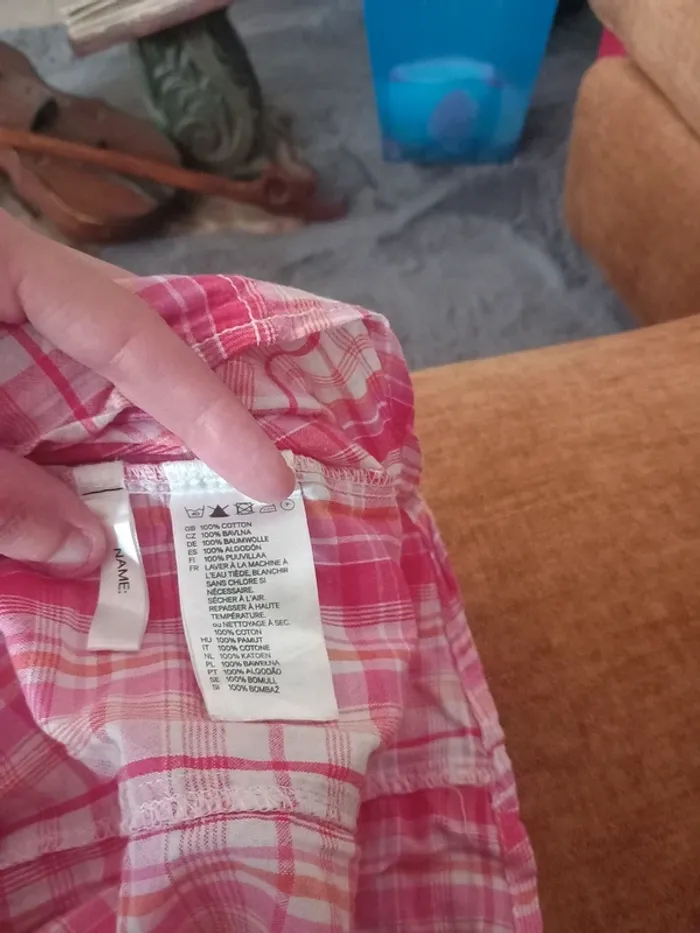 NAME:
GB 100% COTTON
CZ 100% BAVLNA
DE 100% BAUMWOLLE
ES 100% ALGODÓN
FI 100% PUUVILLAA
FR LAVER À LA MACHINE À
L'EAU TIÈDE, BLANCHIR
SANS CHLORE SI
NÉCESSAIRE.
SÉCHER À L'AIR.
REPASSER À HAUTE
TEMPÉRATURE.
ou NETTOYAGE À SEC.
100% COTON
HU 100% PAMUT
IT 100% COTONE
NL 100% KATOEN
PL 100% BAWEŁNA
PT 100% ALGODÃO
SE 100% BOMULL
SI 100% BOMBAŽ